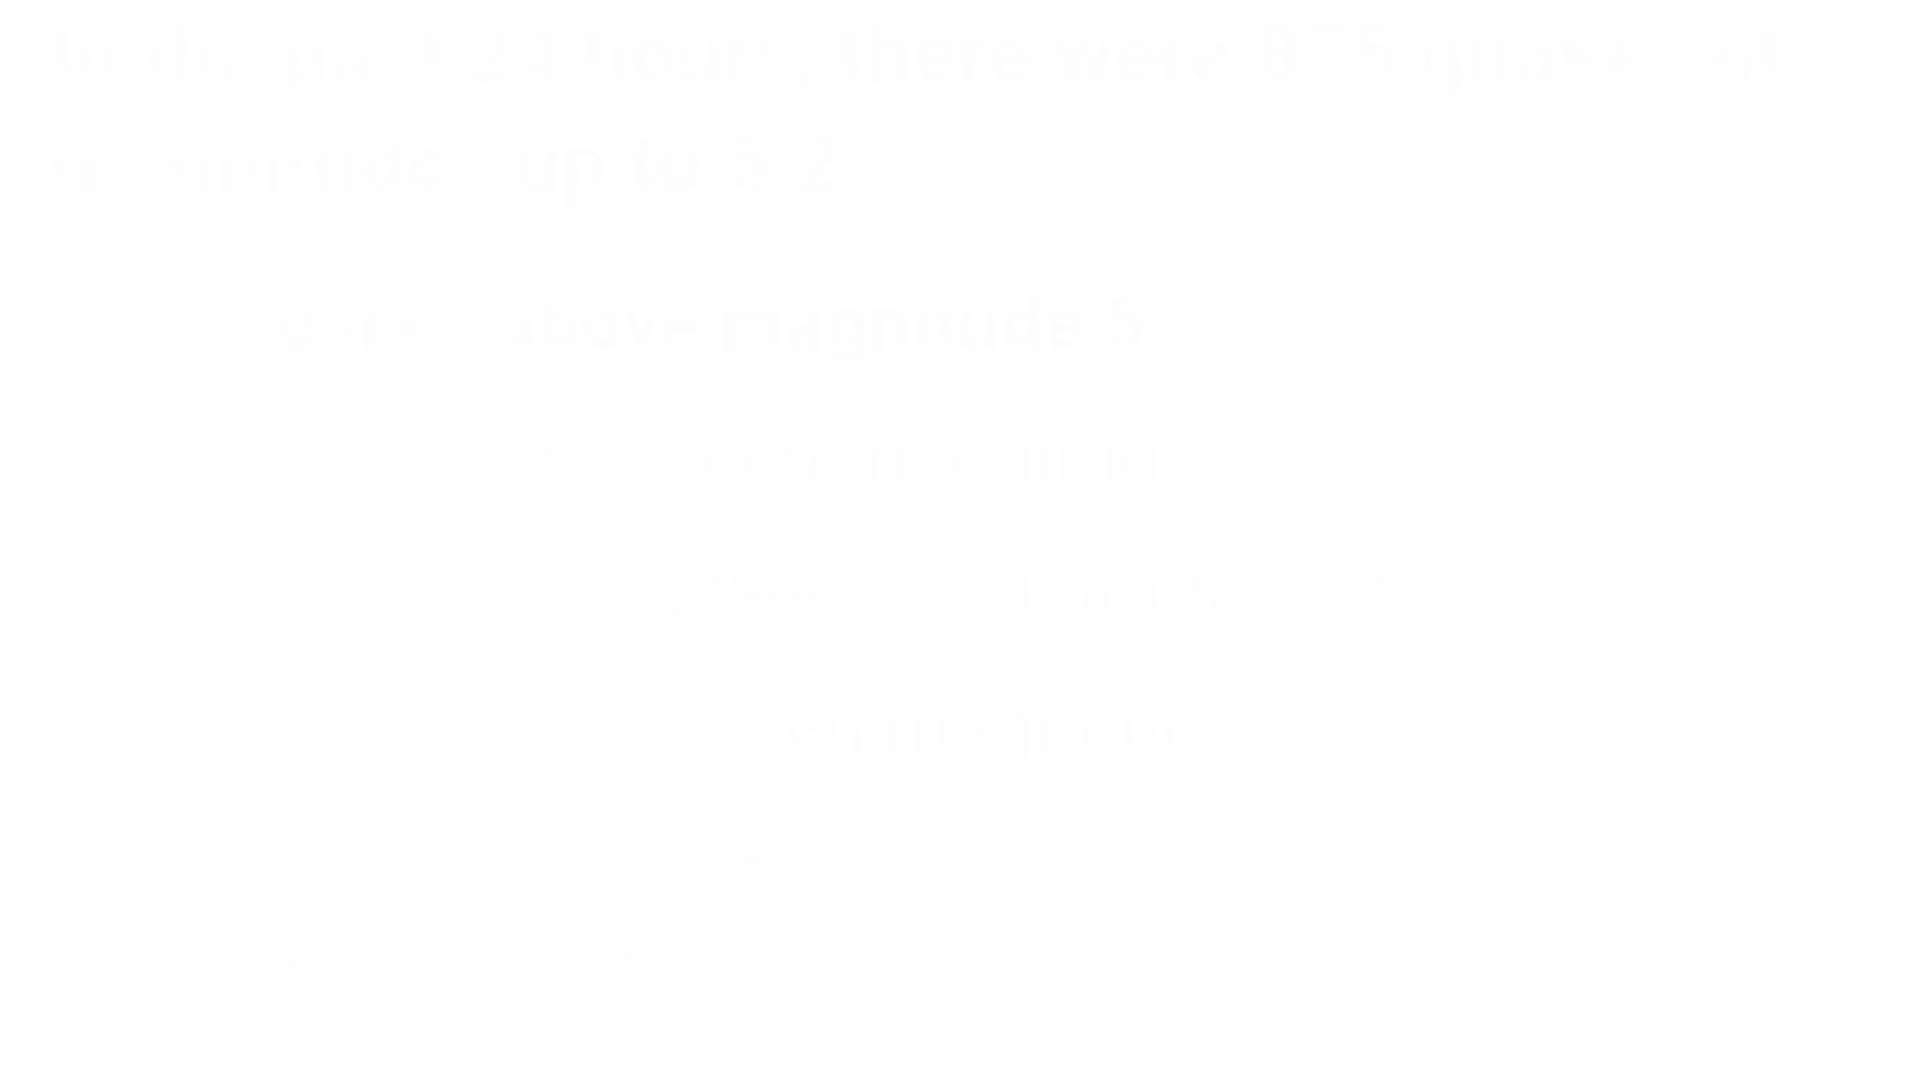 In the past 24 hours, there were 875 quakes of
magnitudes up to 5.2
5 quakes above magnitude 5
27 quakes between magnitude 4 and 5
quakes between magnitude 3 and 4
219 quakes between magnitude 2 and 3
508 quakes below magnitude 2 that people
normally don't feel